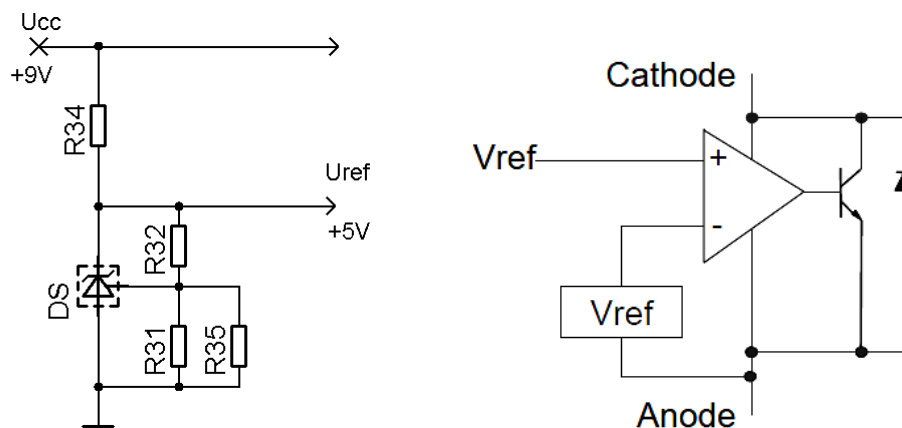 Ucc
+9V
R34
Uref
+5V
R32
DS
R31
R35
Cathode
Vref
+
-
Vref
Anode